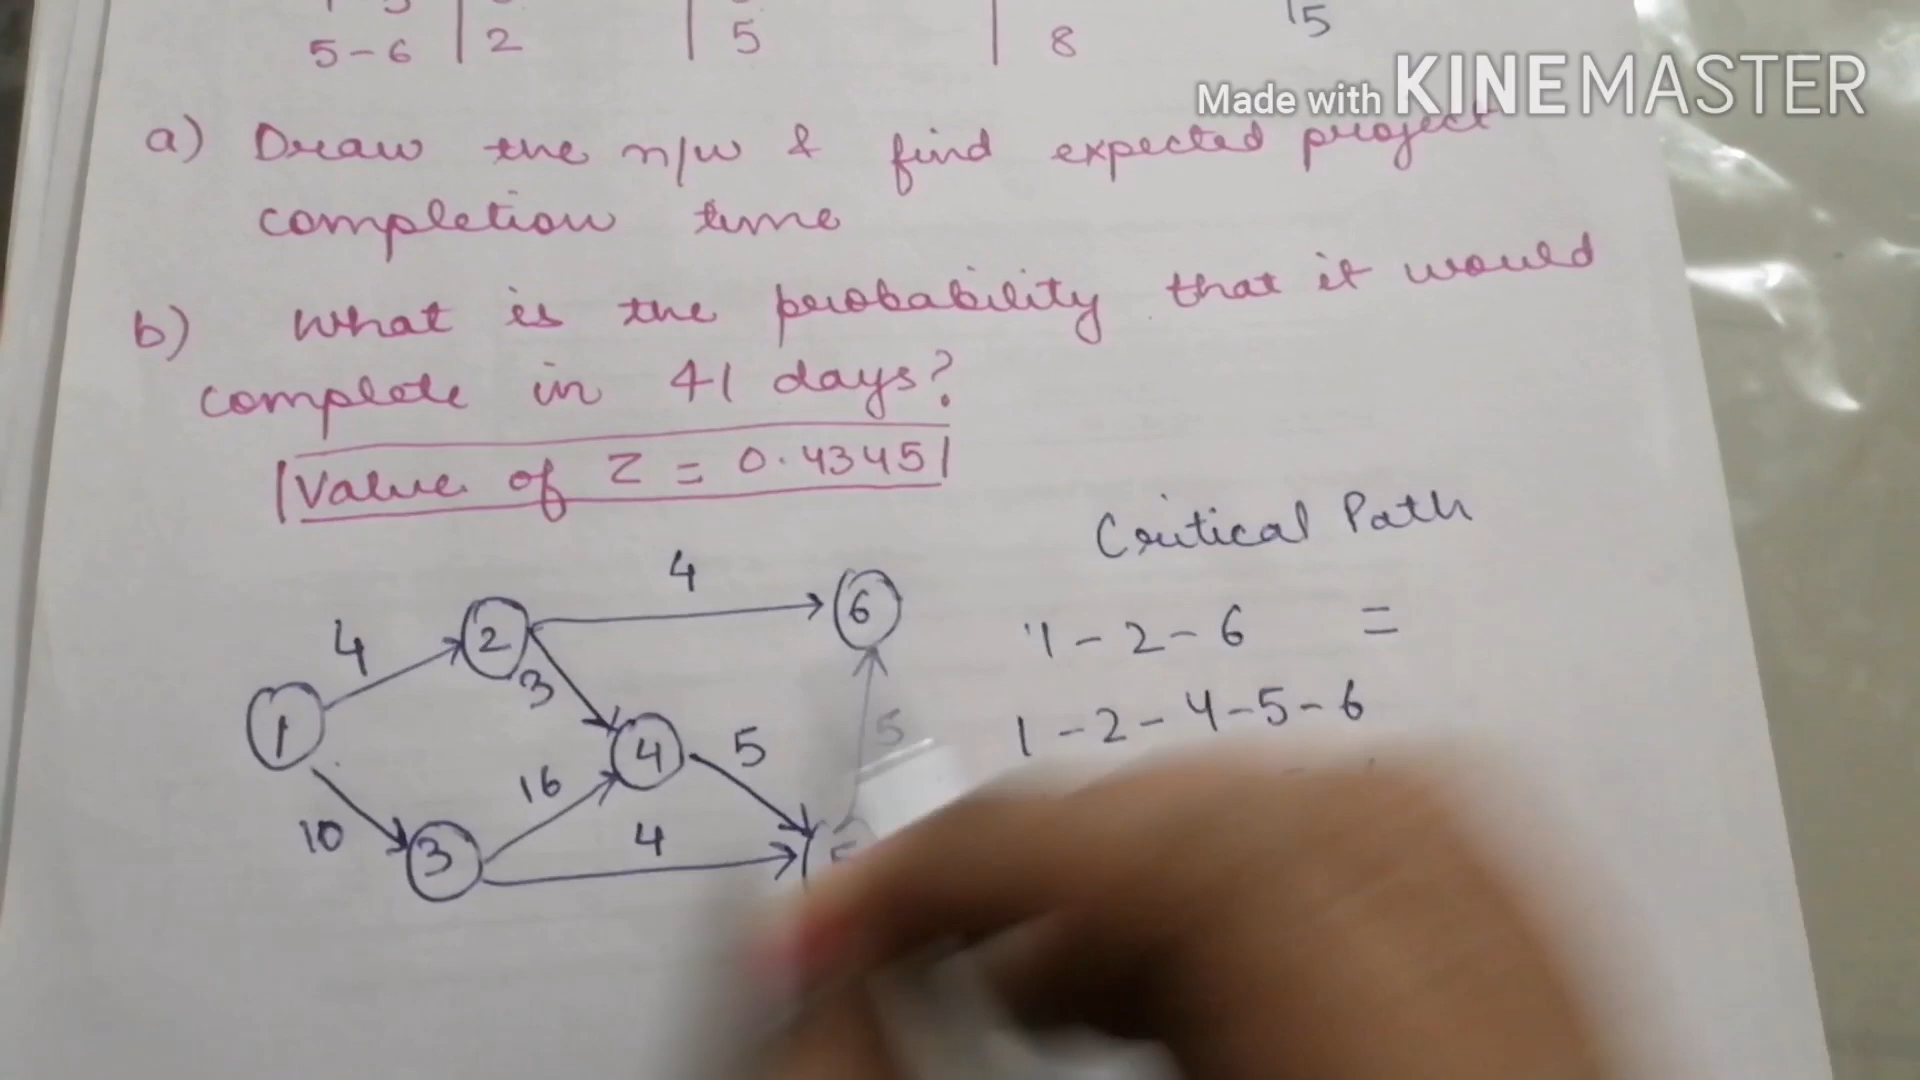 5-6 | 2 | 5 | 8 15
Made with KINEMASTER
a) Draw the n/w & find expected project
completion time
b) What is the probability that it would
complete in 41 days?
Value of Z = 0.4345
Critical Path
1-2-6 =
1-2-4-5-6
4
6
4
2
3
1
5
4
5
16
10
4
3
5